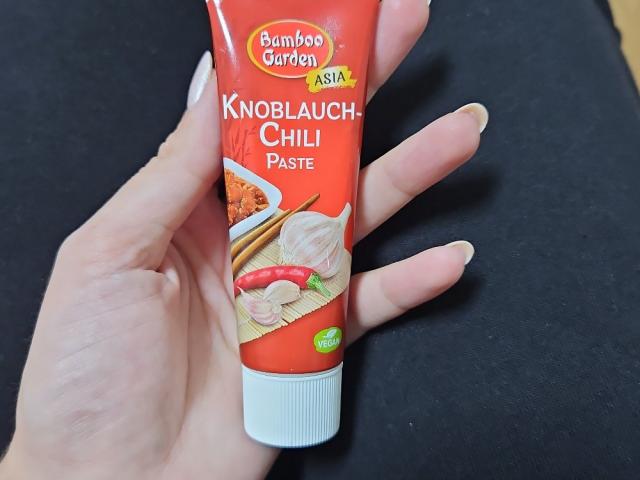 Bamboo
Garden
ASIA
KNOBLAUCH-
CHILI
PASTE
VEGAN